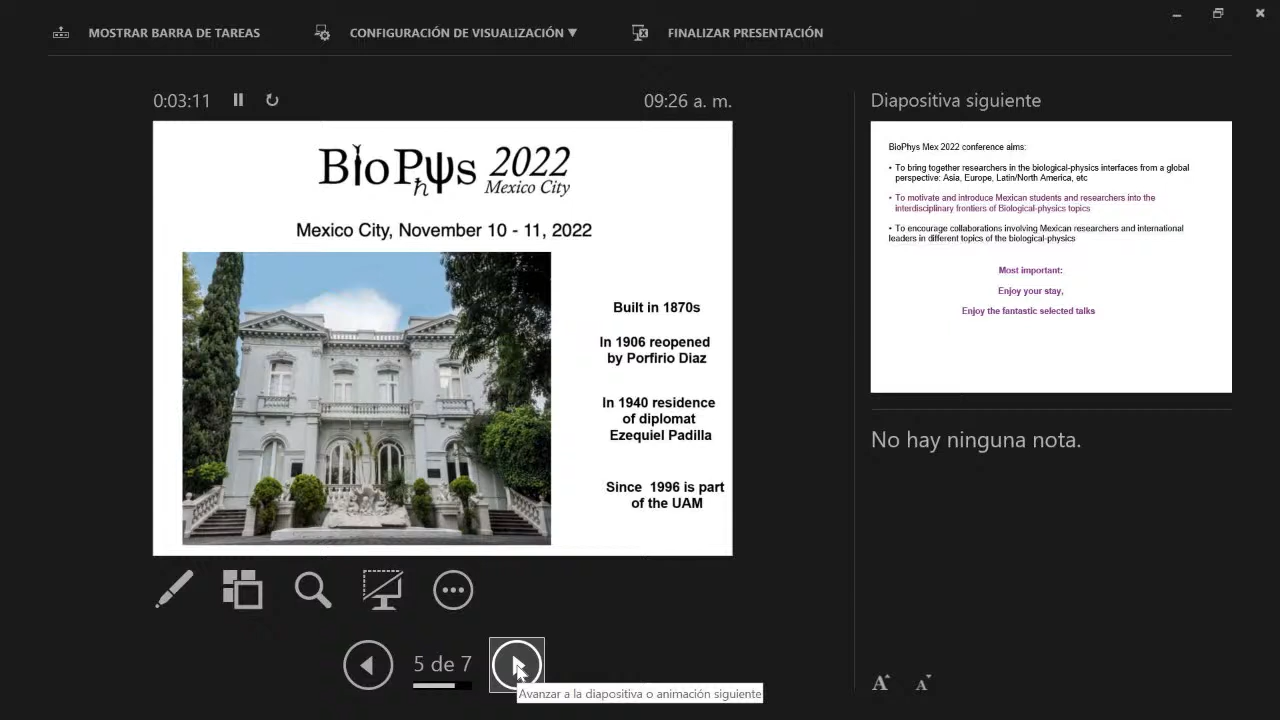 MOSTRAR BARRA DE TAREAS
CONFIGURACIÓN DE VISUALIZACIÓN ▼
FINALIZAR PRESENTACIÓN
0:03:11
09:26 a. m.
BioPhψs 2022
Mexico City
Mexico City, November 10 - 11, 2022
Built in 1870s
In 1906 reopened
by Porfirio Diaz
In 1940 residence
of diplomat
Ezequiel Padilla
Since 1996 is part
of the UAM
5 de 7
Avanzar a la diapositiva o animación siguiente
Diapositiva siguiente
BioPhys Mex 2022 conference aims:
• To bring together researchers in the biological-physics interfaces from a global
perspective: Asia, Europe, Latin/North America, etc
• To motivate and introduce Mexican students and researchers into the
interdisciplinary frontiers of Biological-physics topics
• To encourage collaborations involving Mexican researchers and international
leaders in different topics of the biological-physics
Most important:
Enjoy your stay,
Enjoy the fantastic selected talks
No hay ninguna nota.
A A